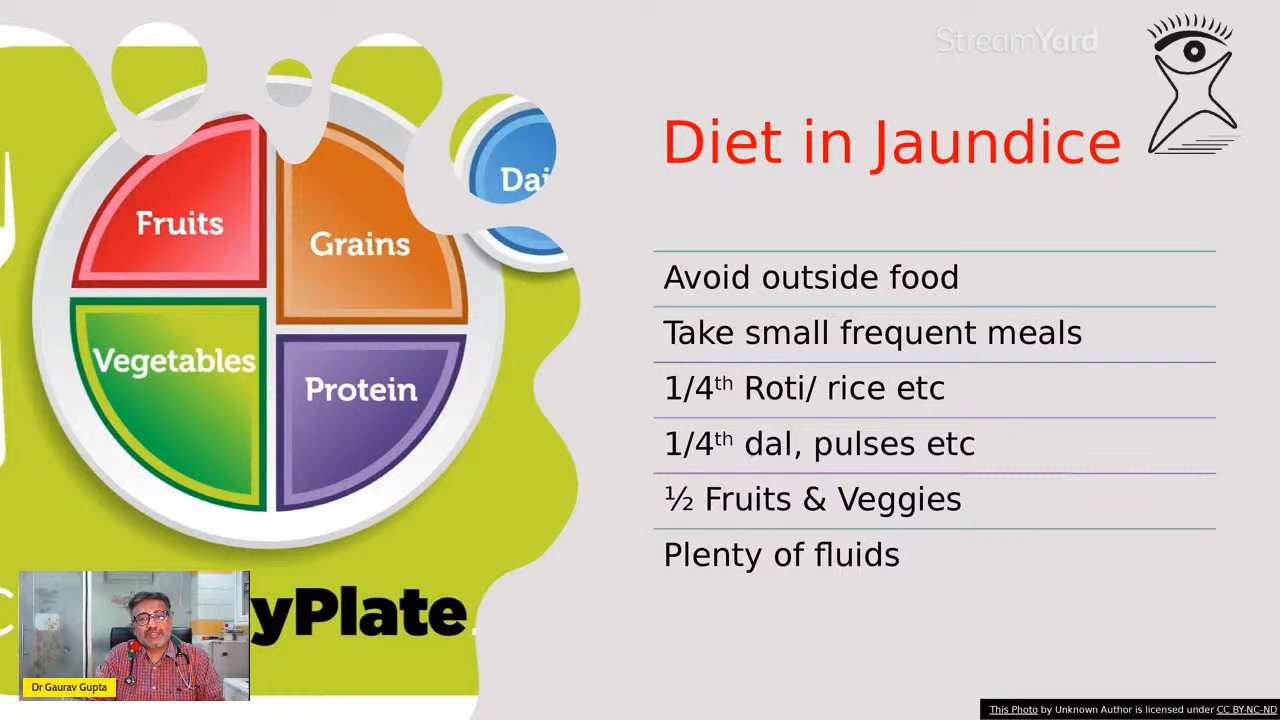 StreamYard
Diet in Jaundice
Fruits
Grains
Dai
Vegetables
Protein
yPlate
Avoid outside food
Take small frequent meals
1/4th Roti/ rice etc
1/4th dal, pulses etc
½ Fruits & Veggies
Plenty of fluids
Dr Gaurav Gupta
This Photo by Unknown Author is licensed under CC BY-NC-ND